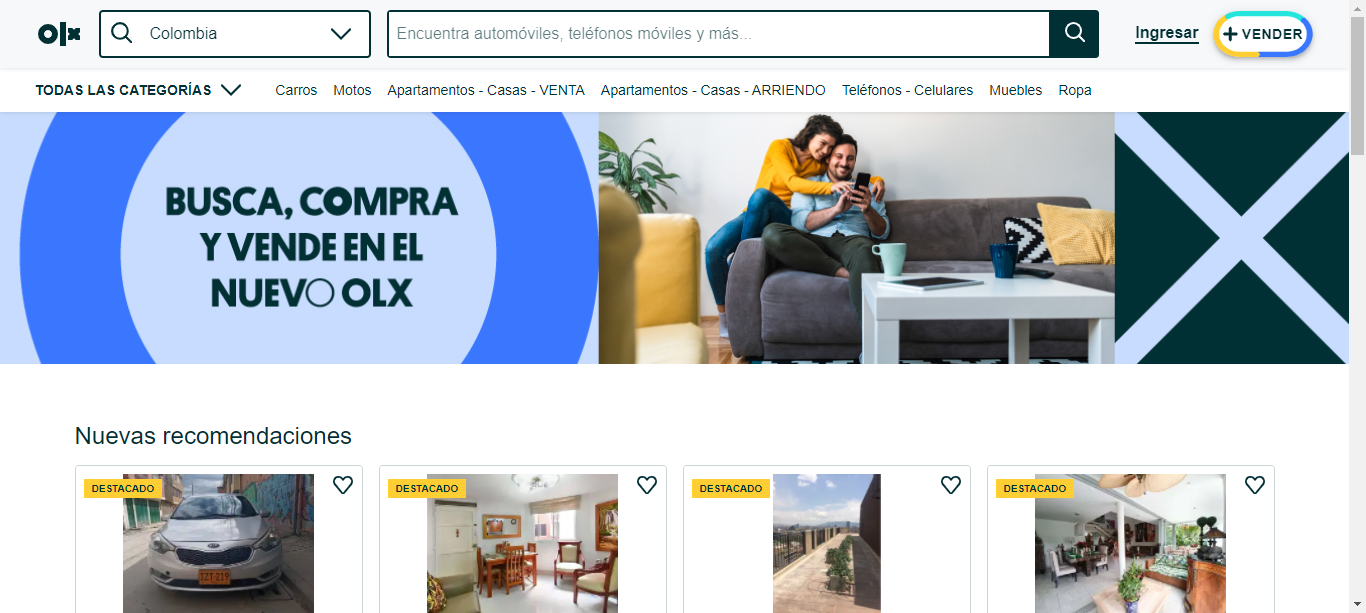 olx
Colombia
Encuentra automóviles, teléfonos móviles y más...
Ingresar
+ VENDER
TODAS LAS CATEGORÍAS
Carros
Motos
Apartamentos - Casas - VENTA
Apartamentos - Casas - ARRIENDO
Teléfonos - Celulares
Muebles
Ropa
BUSCA, COMPRA
Y VENDE EN EL
NUEVO OLX
Nuevas recomendaciones
DESTACADO
DESTACADO
DESTACADO
DESTACADO